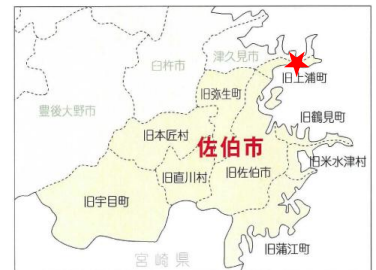 津久見市
臼杵市
旧上浦町
旧弥生町
豊後大野市
旧鶴見町
旧本匠村
佐伯市
旧米水津村
旧直川村
旧佐伯市
旧宇目町
旧蒲江町
宮崎県